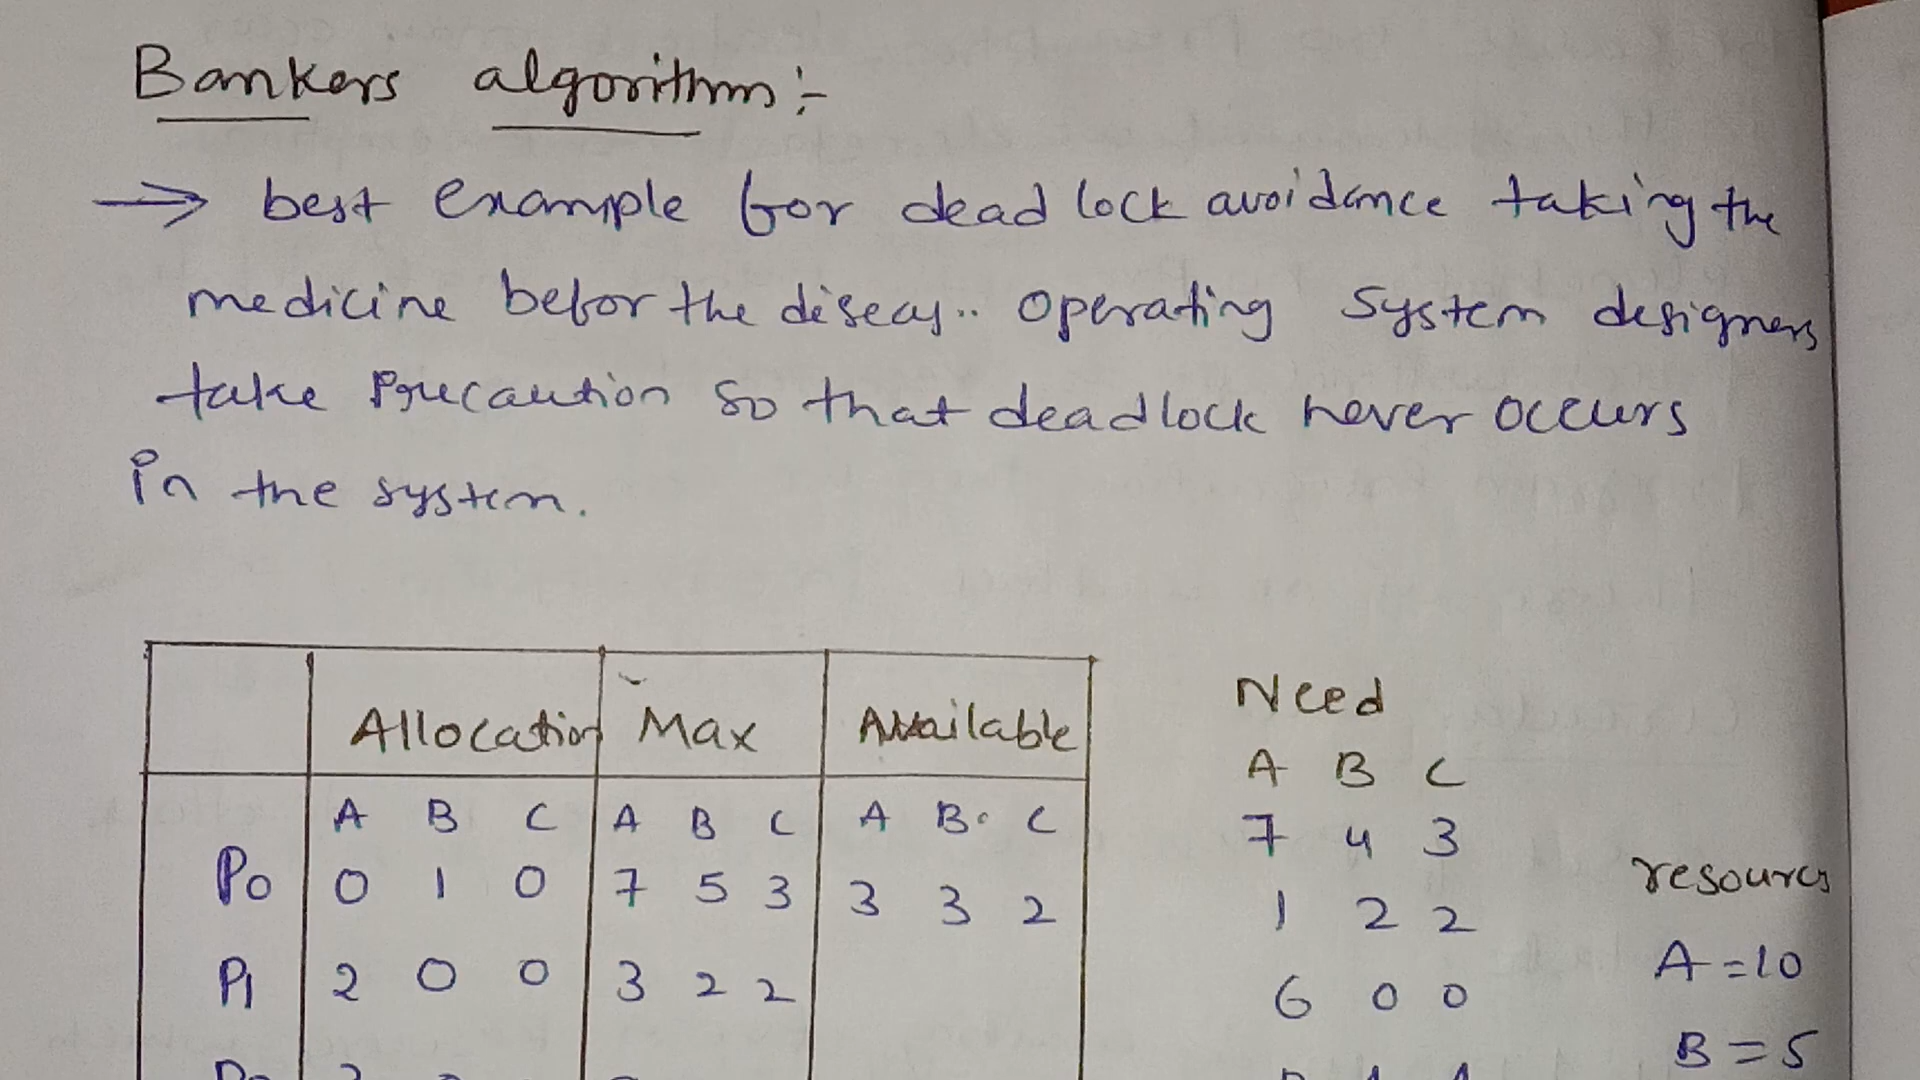 Bankers algorithm :-
→ best example for dead lock avoidance taking the
medicine befor the diseas.. operating system designers
take precaution so that deadlock never occurs
in the system.
Allocation Max Available
A B C A B C A B C
P0 0 1 0 7 5 3 3 3 2
P1 2 0 0 3 2 2
Need
A B C
7 4 3
1 2 2
6 0 0
resources
A = 10
B = 5